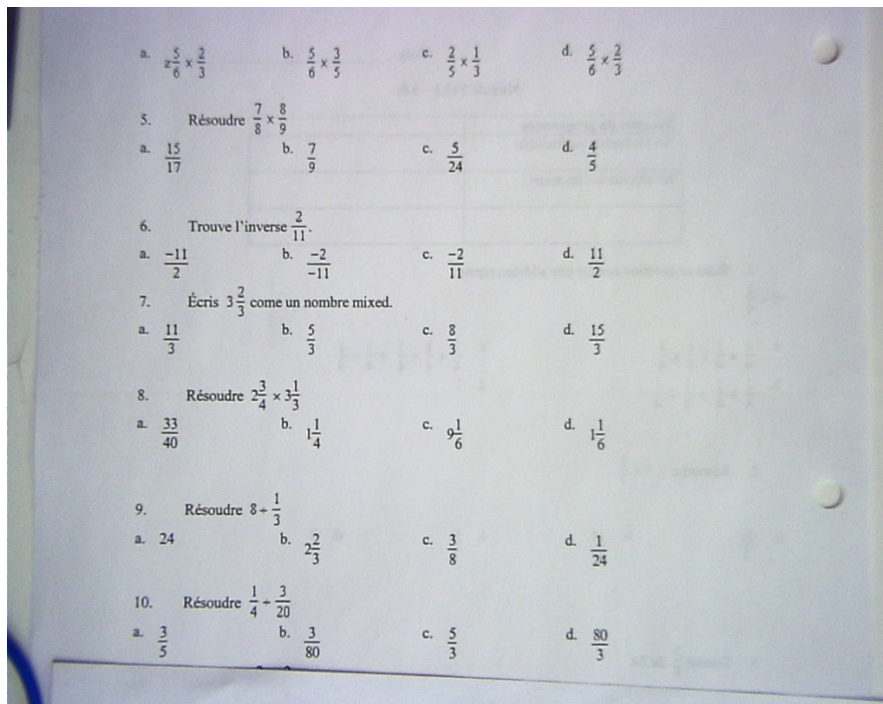 a. 2 5/6 × 2/3 b. 5/6 × 3/5 c. 2/5 × 1/3 d. 5/6 × 2/3
5. Résoudre 7/8 × 8/9
a. 15/17 b. 7/9 c. 5/24 d. 4/5
6. Trouve l'inverse 2/11.
a. -11/2 b. -2/-11 c. -2/11 d. 11/2
7. Écris 3 2/3 come un nombre mixed.
a. 11/3 b. 5/3 c. 8/3 d. 15/3
8. Résoudre 2 3/4 × 3 1/3
a. 33/40 b. 1 1/4 c. 9 1/6 d. 1 1/6
9. Résoudre 8 ÷ 1/3
a. 24 b. 2 2/3 c. 3/8 d. 1/24
10. Résoudre 1/4 ÷ 3/20
a. 3/5 b. 3/80 c. 5/3 d. 80/3